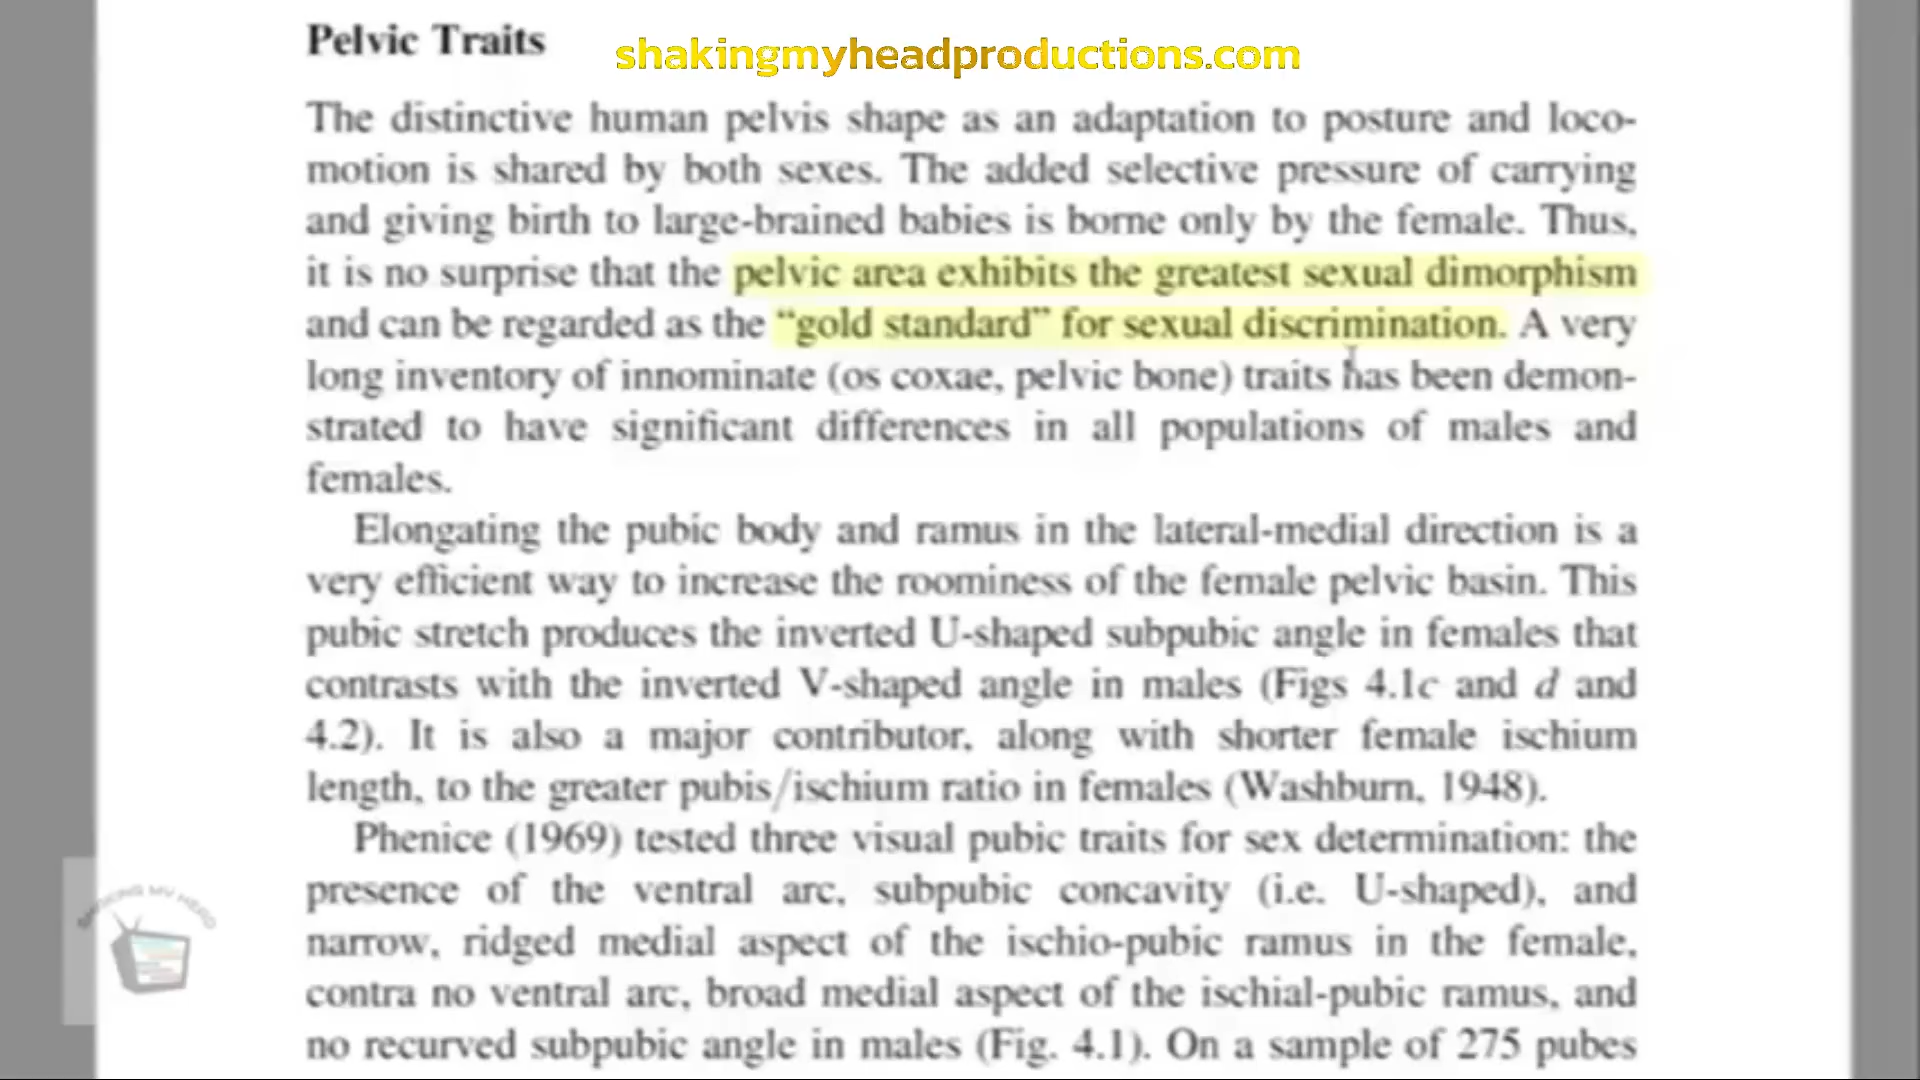 Pelvic Traits
shakingmyheadproductions.com
The distinctive human pelvis shape as an adaptation to posture and loco-
motion is shared by both sexes. The added selective pressure of carrying
and giving birth to large-brained babies is borne only by the female. Thus,
it is no surprise that the pelvic area exhibits the greatest sexual dimorphism
and can be regarded as the “gold standard” for sexual discrimination. A very
long inventory of innominate (os coxae, pelvic bone) traits has been demon-
strated to have significant differences in all populations of males and
females.
Elongating the pubic body and ramus in the lateral-medial direction is a
very efficient way to increase the roominess of the female pelvic basin. This
pubic stretch produces the inverted U-shaped subpubic angle in females that
contrasts with the inverted V-shaped angle in males (Figs 4.1c and d and
4.2). It is also a major contributor, along with shorter female ischium
length, to the greater pubis/ischium ratio in females (Washburn, 1948).
Phenice (1969) tested three visual pubic traits for sex determination: the
presence of the ventral arc, subpubic concavity (i.e. U-shaped), and
narrow, ridged medial aspect of the ischio-pubic ramus in the female,
contra no ventral arc, broad medial aspect of the ischial-pubic ramus, and
no recurved subpubic angle in males (Fig. 4.1). On a sample of 275 pubes
SHAKING MY HEAD